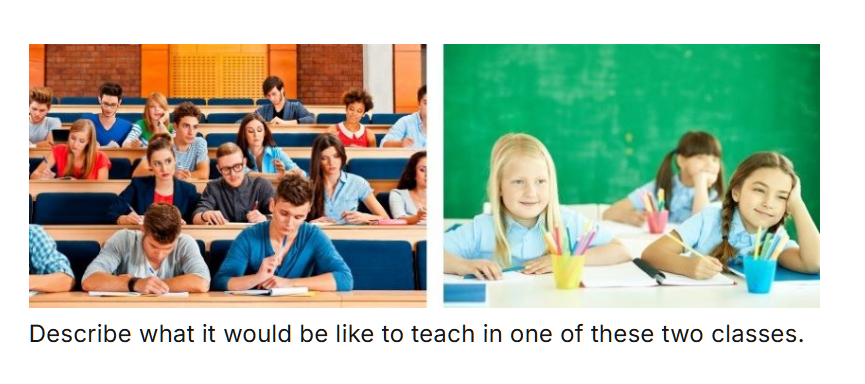 Describe what it would be like to teach in one of these two classes.